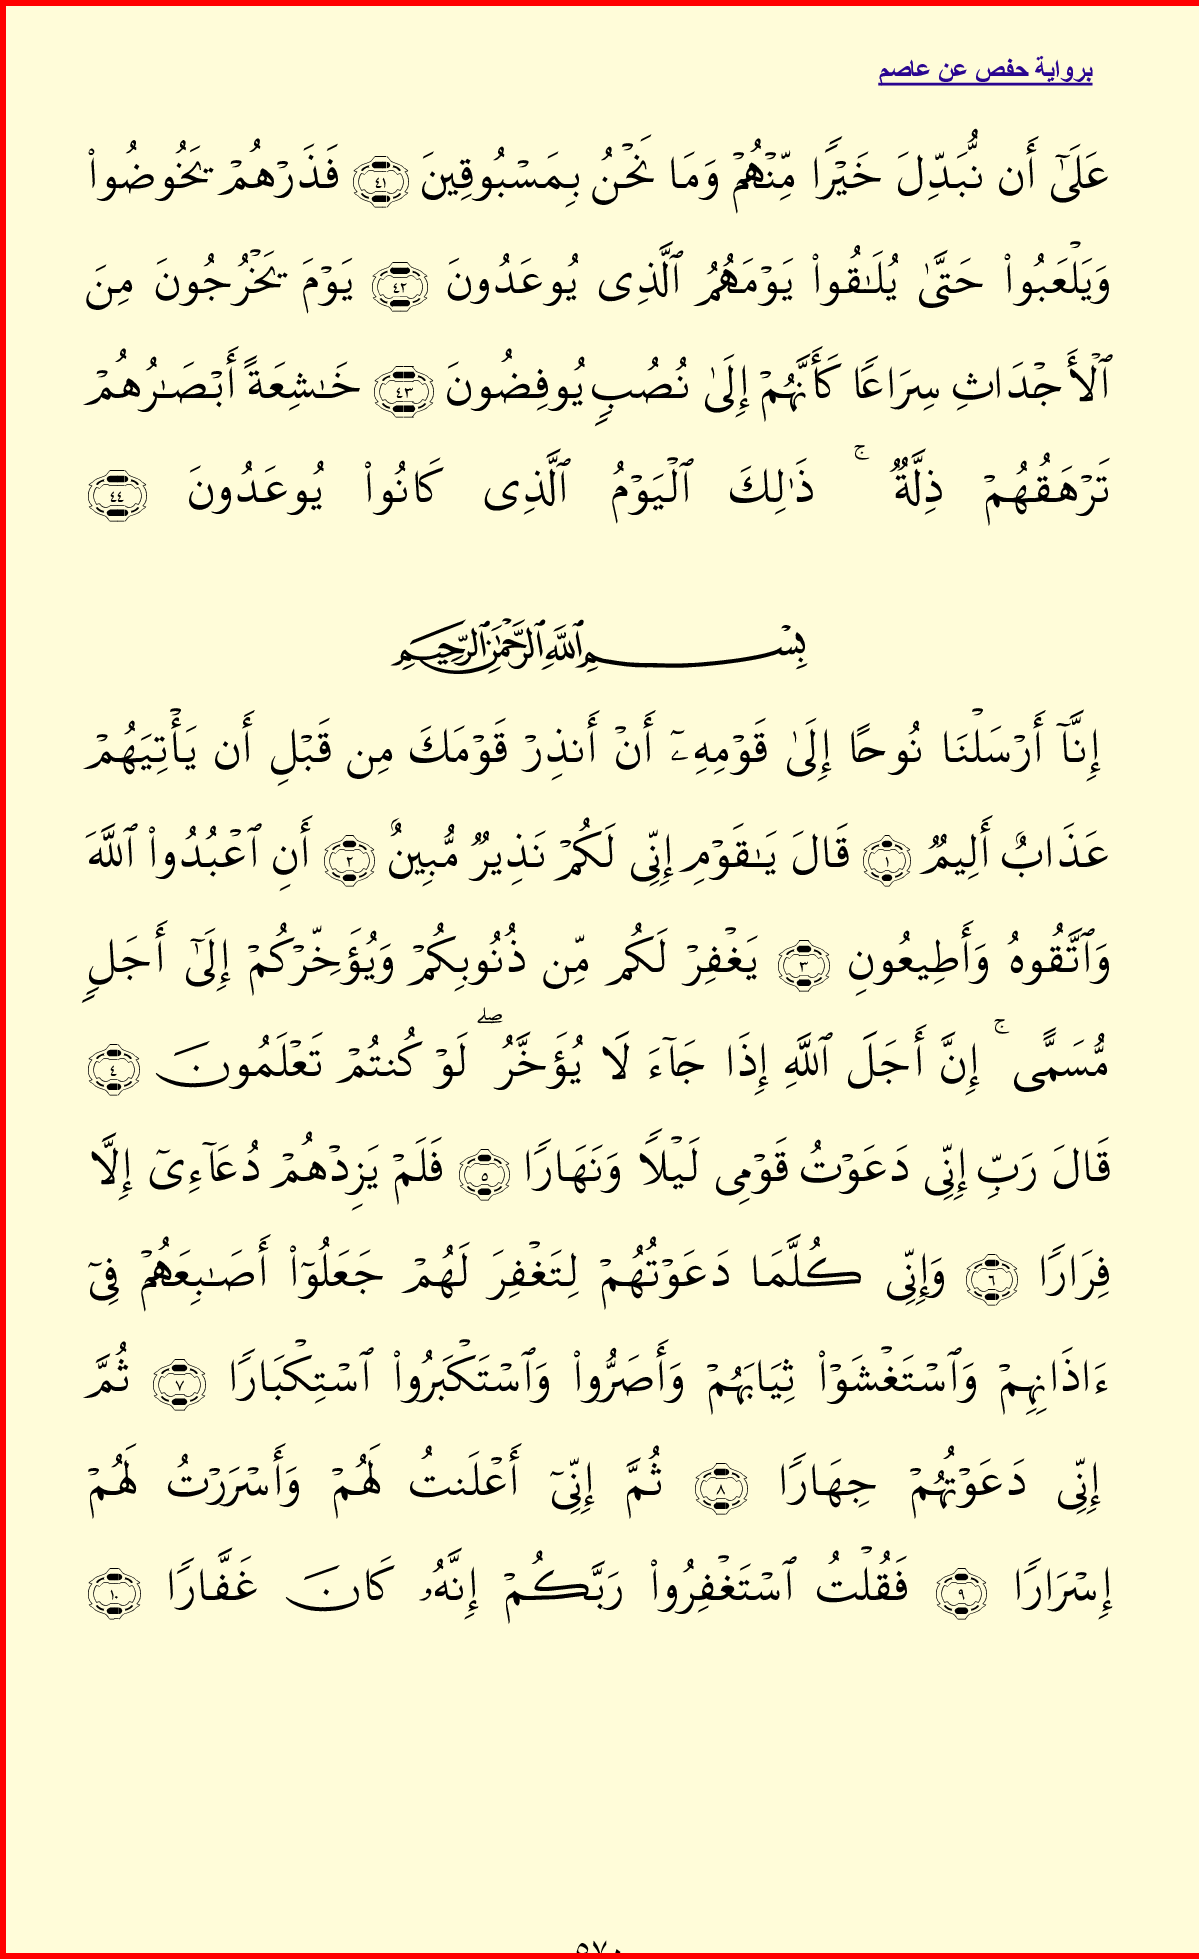 برواية حفص عن عاصم
عَلَىٰٓ أَن نُّبَدِّلَ خَيْرًا مِّنْهُمْ وَمَا نَحْنُ بِمَسْبُوقِينَ ٤١ فَذَرْهُمْ يَخُوضُوا۟
وَيَلْعَبُوا۟ حَتَّىٰ يُلَـٰقُوا۟ يَوْمَهُمُ ٱلَّذِى يُوعَدُونَ ٤٢ يَوْمَ يَخْرُجُونَ مِنَ
ٱلْأَجْدَاثِ سِرَاعًا كَأَنَّهُمْ إِلَىٰ نُصُبٍ يُوفِضُونَ ٤٣ خَـٰشِعَةً أَبْصَـٰرُهُمْ
تَرْهَقُهُمْ ذِلَّةٌ ۚ ذَٰلِكَ ٱلْيَوْمُ ٱلَّذِى كَانُوا۟ يُوعَدُونَ ٤٤
بِسْمِ ٱللَّهِ ٱلرَّحْمَـٰنِ ٱلرَّحِيمِ
إِنَّآ أَرْسَلْنَا نُوحًا إِلَىٰ قَوْمِهِۦٓ أَنْ أَنذِرْ قَوْمَكَ مِن قَبْلِ أَن يَأْتِيَهُمْ
عَذَابٌ أَلِيمٌ ١ قَالَ يَـٰقَوْمِ إِنِّى لَكُمْ نَذِيرٌ مُّبِينٌ ٢ أَنِ ٱعْبُدُوا۟ ٱللَّهَ
وَٱتَّقُوهُ وَأَطِيعُونِ ٣ يَغْفِرْ لَكُم مِّن ذُنُوبِكُمْ وَيُؤَخِّرْكُمْ إِلَىٰٓ أَجَلٍ
مُّسَمًّى ۚ إِنَّ أَجَلَ ٱللَّهِ إِذَا جَآءَ لَا يُؤَخَّرُ ۖ لَوْ كُنتُمْ تَعْلَمُونَ ٤
قَالَ رَبِّ إِنِّى دَعَوْتُ قَوْمِى لَيْلًا وَنَهَارًا ٥ فَلَمْ يَزِدْهُمْ دُعَآءِىٓ إِلَّا
فِرَارًا ٦ وَإِنِّى كُلَّمَا دَعَوْتُهُمْ لِتَغْفِرَ لَهُمْ جَعَلُوٓا۟ أَصَـٰبِعَهُمْ فِىٓ
ءَاذَانِهِمْ وَٱسْتَغْشَوْا۟ ثِيَابَهُمْ وَأَصَرُّوا۟ وَٱسْتَكْبَرُوا۟ ٱسْتِكْبَارًا ٧ ثُمَّ
إِنِّى دَعَوْتُهُمْ جِهَارًا ٨ ثُمَّ إِنِّىٓ أَعْلَنتُ لَهُمْ وَأَسْرَرْتُ لَهُمْ
إِسْرَارًا ٩ فَقُلْتُ ٱسْتَغْفِرُوا۟ رَبَّكُمْ إِنَّهُۥ كَانَ غَفَّارًا ١٠
٥٧٠